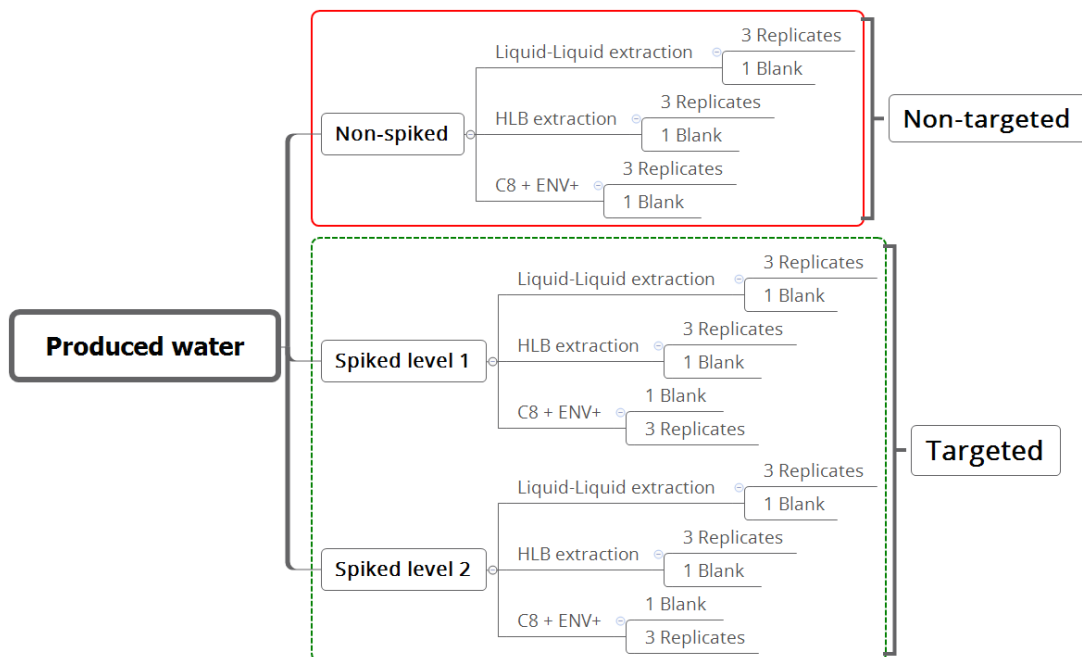 Produced water
Non-spiked
Liquid-Liquid extraction
3 Replicates
1 Blank
HLB extraction
3 Replicates
1 Blank
C8 + ENV+
3 Replicates
1 Blank
Non-targeted
Spiked level 1
Liquid-Liquid extraction
3 Replicates
1 Blank
HLB extraction
3 Replicates
1 Blank
C8 + ENV+
1 Blank
3 Replicates
Spiked level 2
Liquid-Liquid extraction
3 Replicates
1 Blank
HLB extraction
3 Replicates
1 Blank
C8 + ENV+
1 Blank
3 Replicates
Targeted